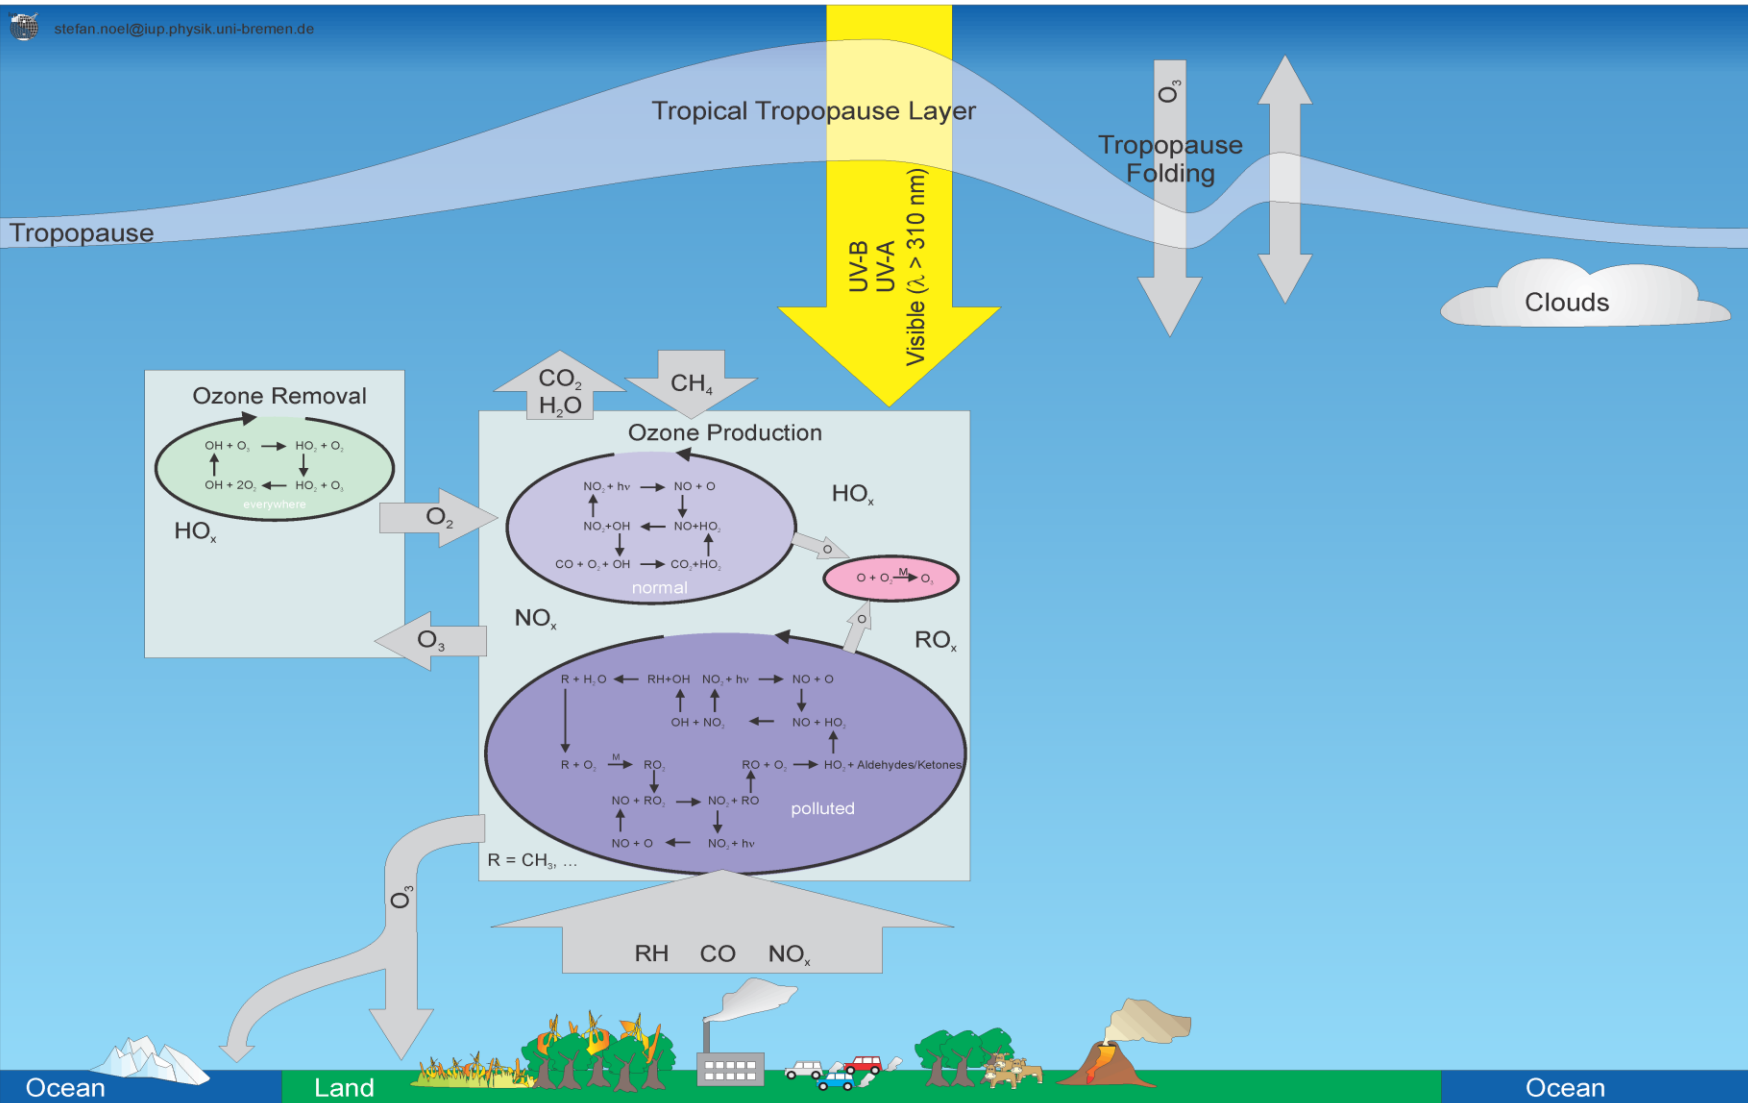 stefan.noel@iup.physik.uni-bremen.de
Tropical Tropopause Layer
O₃
Tropopause
Folding
Tropopause
UV-B
UV-A
Visible (λ > 310 nm)
Clouds
CO₂
H₂O
CH₄
Ozone Removal
OH + O₃ → HO₂ + O₂
OH + 2O₂ ← HO₂ + O₃
everywhere
HOₓ
O₂
O₃
Ozone Production
NO₂ + hν → NO + O
NO₂+OH ← NO+HO₂
CO + O₂ + OH → CO₂+HO₂
normal
HOₓ
O
O + O₂ M→ O₃
O
NOₓ
ROₓ
R + H₂O ← RH+OH NO₂ + hν → NO + O
OH + NO₂ ← NO + HO₂
R + O₂ M→ RO₂ RO + O₂ → HO₂ + Aldehydes/Ketones
NO + RO₂ → NO₂ + RO
polluted
NO + O ← NO₂ + hν
R = CH₃, ...
O₃
RH CO NOₓ
Ocean
Land
Ocean